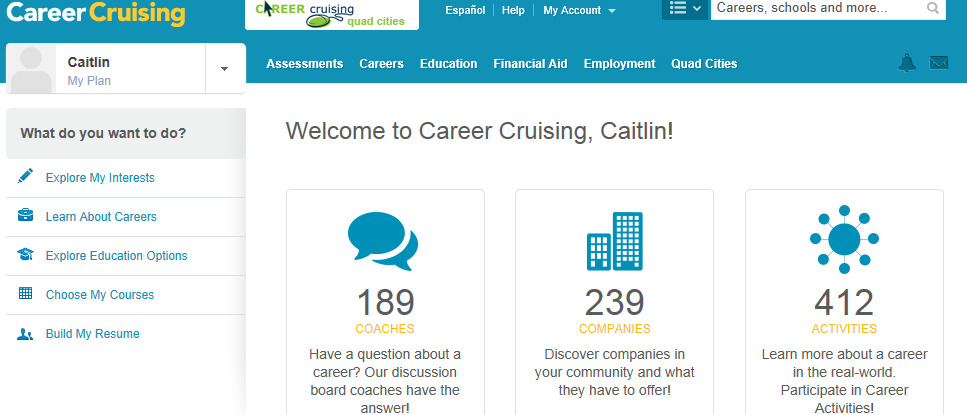 Career Cruising
CAREER cruising
quad cities
Español Help My Account
Careers, schools and more...
Caitlin
My Plan
Assessments Careers Education Financial Aid Employment Quad Cities
What do you want to do?
Explore My Interests
Learn About Careers
Explore Education Options
Choose My Courses
Build My Resume
Welcome to Career Cruising, Caitlin!
189
COACHES
Have a question about a
career? Our discussion
board coaches have the
answer!
239
COMPANIES
Discover companies in
your community and what
they have to offer!
412
ACTIVITIES
Learn more about a career
in the real-world.
Participate in Career
Activities!